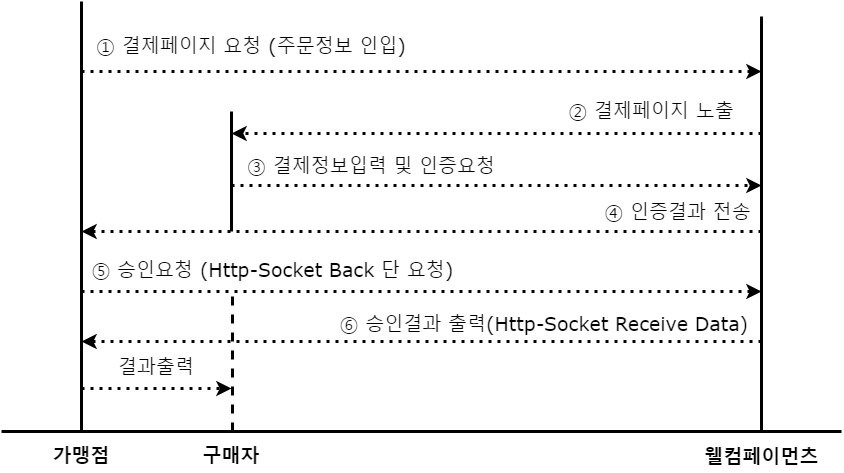 ① 결제페이지 요청 (주문정보 인입)
② 결제페이지 노출
③ 결제정보입력 및 인증요청
④ 인증결과 전송
⑤ 승인요청 (Http-Socket Back 단 요청)
⑥ 승인결과 출력(Http-Socket Receive Data)
결과출력
가맹점 구매자 웰컴페이먼츠